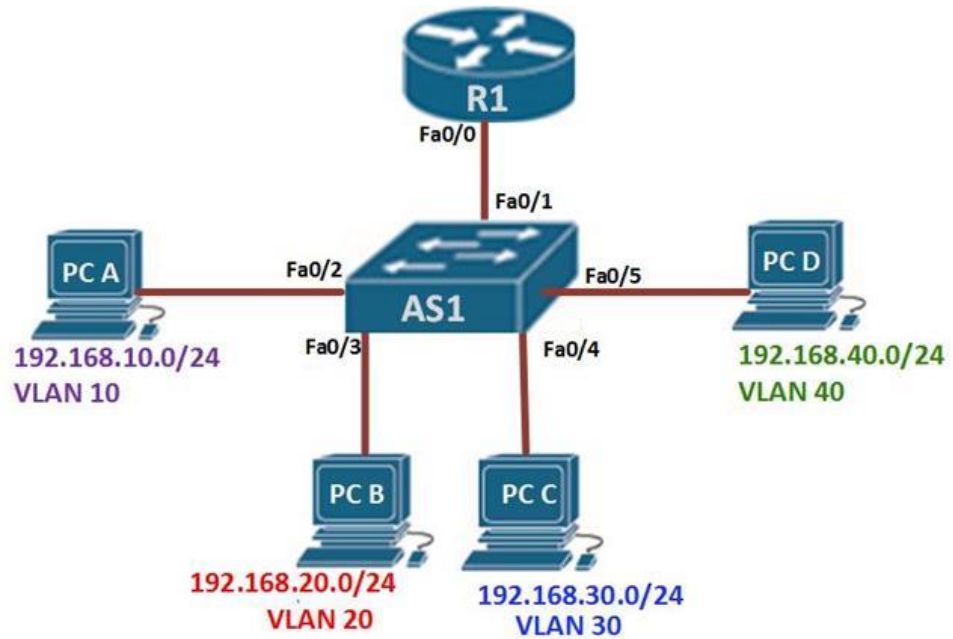 R1
Fa0/0
Fa0/1
PC A
Fa0/2
AS1
Fa0/5
PC D
192.168.10.0/24
VLAN 10
Fa0/3
Fa0/4
192.168.40.0/24
VLAN 40
PC B
PC C
192.168.20.0/24
VLAN 20
192.168.30.0/24
VLAN 30